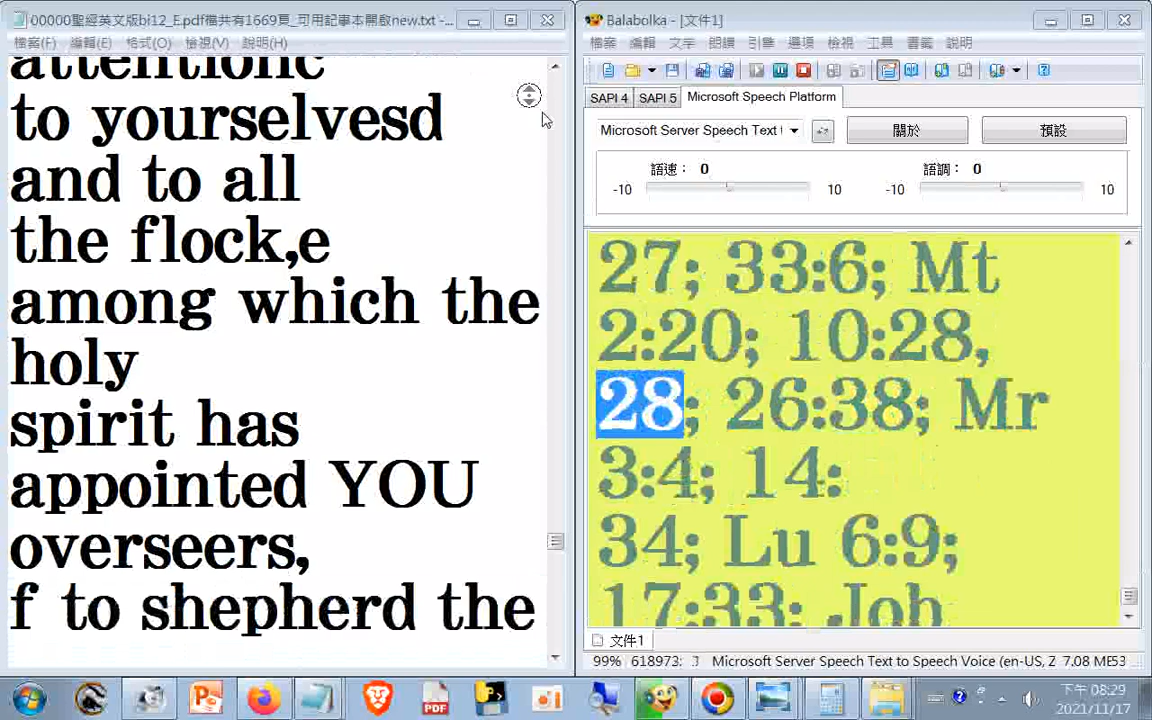 00000聖經英文版bi12_E.pdf檔共有1669頁_可用記事本開啟new.txt -...
檔案(F) 編輯(E) 格式(O) 檢視(V) 說明(H)
attentionc
to yourselvesd
and to all
the flock,e
among which the
holy
spirit has
appointed YOU
overseers,
f to shepherd the
Balabolka - [文件1]
檔案 編輯 文字 閱讀 引擎 選項 檢視 工具 書籤 說明
SAPI 4 SAPI 5 Microsoft Speech Platform
Microsoft Server Speech Text 關於 預設
語速： 0 語調： 0
-10 10 -10 10
27; 33:6; Mt
2:20; 10:28,
28; 26:38; Mr
3:4; 14:
34; Lu 6:9;
17:33; Joh
文件1
99% 618973: Microsoft Server Speech Text to Speech Voice (en-US, Z 7.08 ME53
PDF
下午 08:29
2021/11/17